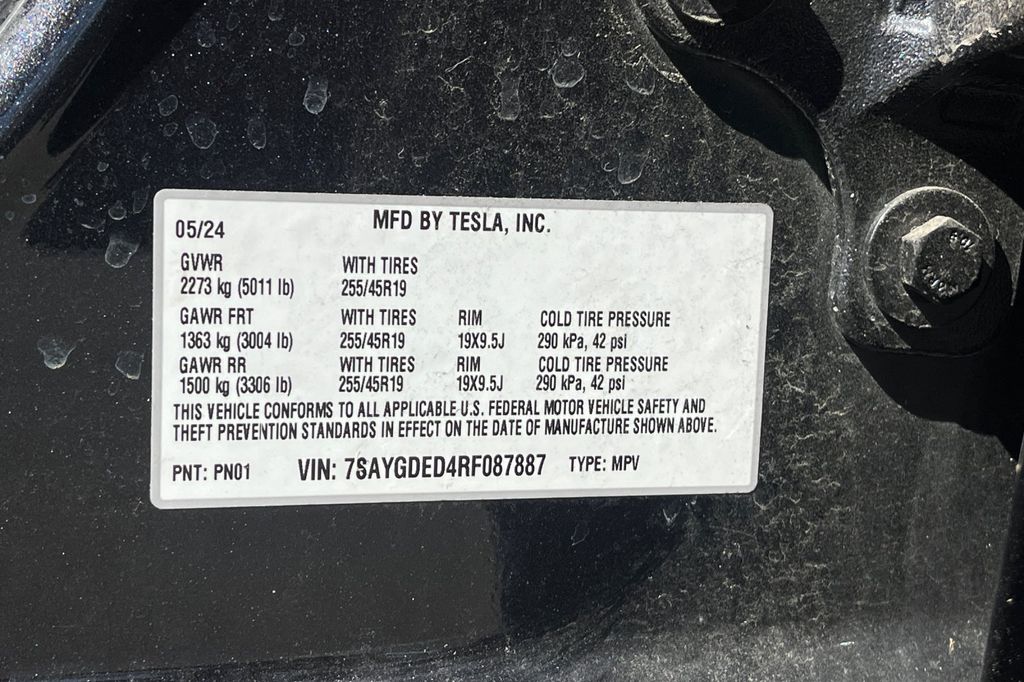 05/24 MFD BY TESLA, INC.
GVWR WITH TIRES
2273 kg (5011 lb) 255/45R19
GAWR FRT WITH TIRES RIM COLD TIRE PRESSURE
1363 kg (3004 lb) 255/45R19 19X9.5J 290 kPa, 42 psi
GAWR RR WITH TIRES RIM COLD TIRE PRESSURE
1500 kg (3306 lb) 255/45R19 19X9.5J 290 kPa, 42 psi
THIS VEHICLE CONFORMS TO ALL APPLICABLE U.S. FEDERAL MOTOR VEHICLE SAFETY AND
THEFT PREVENTION STANDARDS IN EFFECT ON THE DATE OF MANUFACTURE SHOWN ABOVE.
PNT: PN01 VIN: 7SAYGDED4RF087887 TYPE: MPV